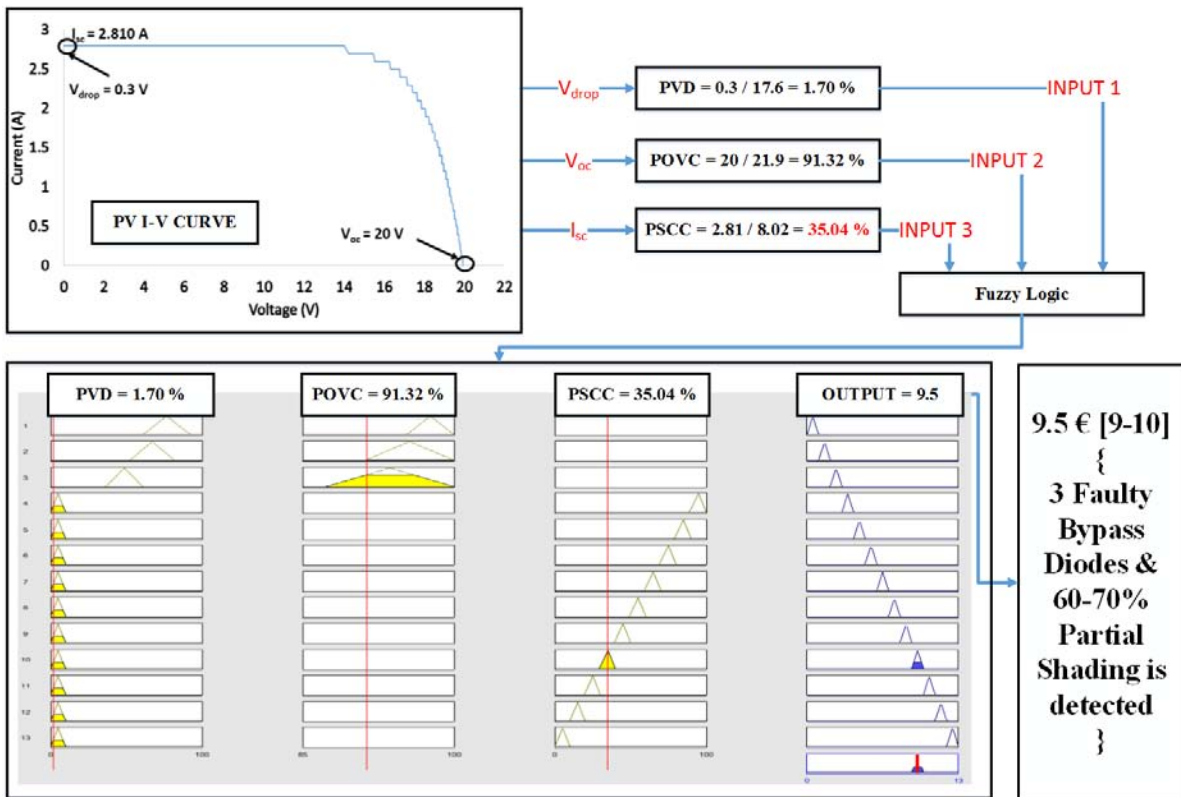 3
2.5
2
1.5
1
0.5
0
Current (A)
Isc = 2.810 A
Vdrop = 0.3 V
PV I-V CURVE
Voc = 20 V
0 2 4 6 8 10 12 14 16 18 20 22
Voltage (V)
Vdrop
PVD = 0.3 / 17.6 = 1.70 %
INPUT 1
Voc
POVC = 20 / 21.9 = 91.32 %
INPUT 2
Isc
PSCC = 2.81 / 8.02 = 35.04 %
INPUT 3
Fuzzy Logic
PVD = 1.70 %
POVC = 91.32 %
PSCC = 35.04 %
OUTPUT = 9.5
1
2
3
4
5
6
7
8
9
10
11
12
13
0 100
85 100
0 100
0 13
9.5 € [9-10]
{
3 Faulty
Bypass
Diodes &
60-70%
Partial
Shading is
detected
}